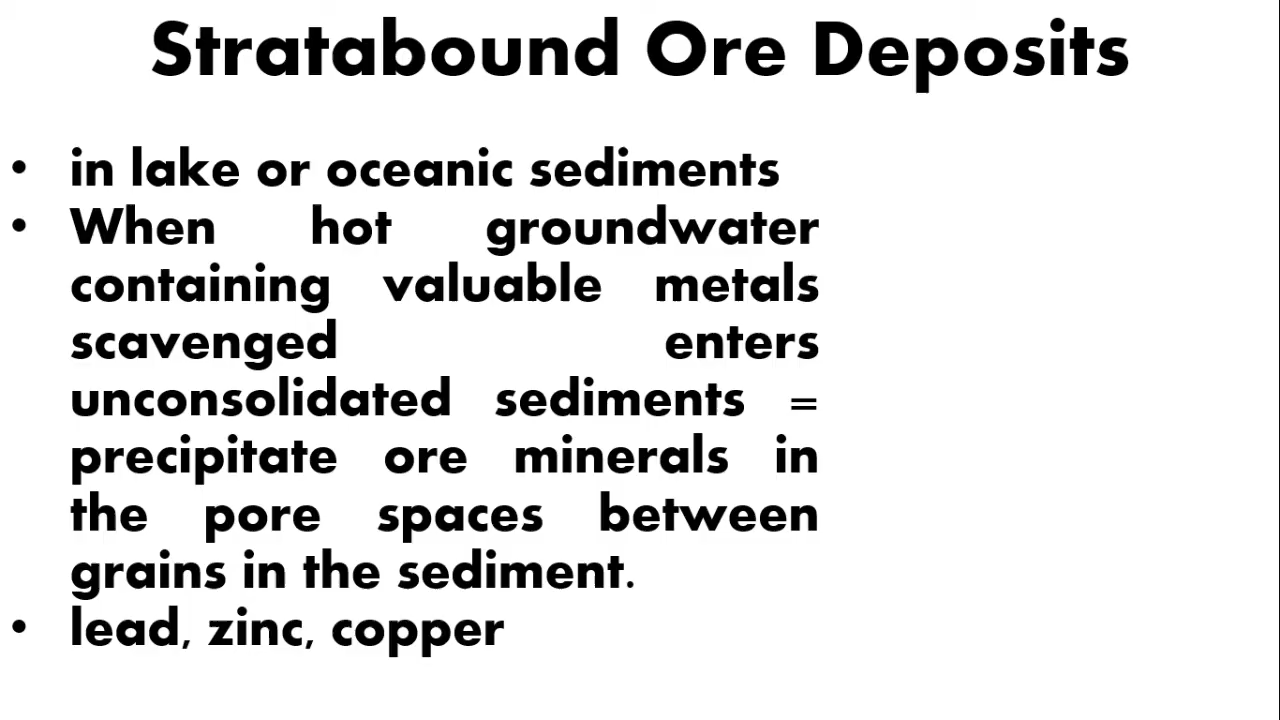 Stratabound Ore Deposits
• in lake or oceanic sediments
• When hot groundwater
containing valuable metals
scavenged enters
unconsolidated sediments =
precipitate ore minerals in
the pore spaces between
grains in the sediment.
• lead, zinc, copper